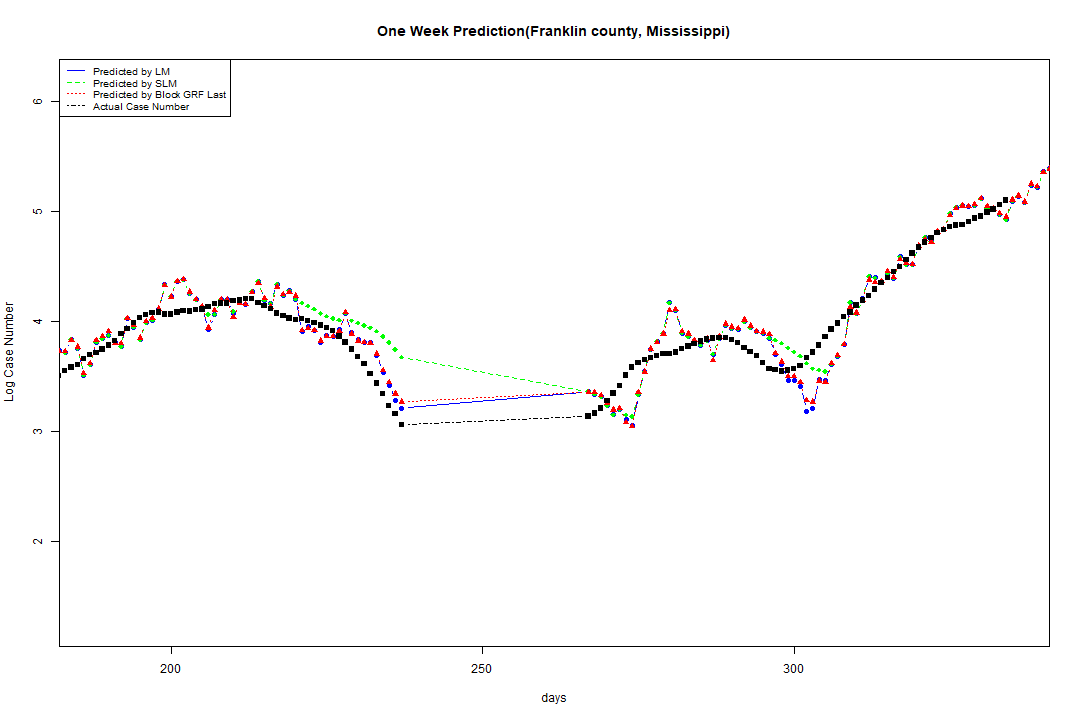 One Week Prediction(Franklin county, Mississippi)
Predicted by LM
Predicted by SLM
Predicted by Block GRF Last
Actual Case Number
6
5
4
3
2
Log Case Number
200
250
300
days